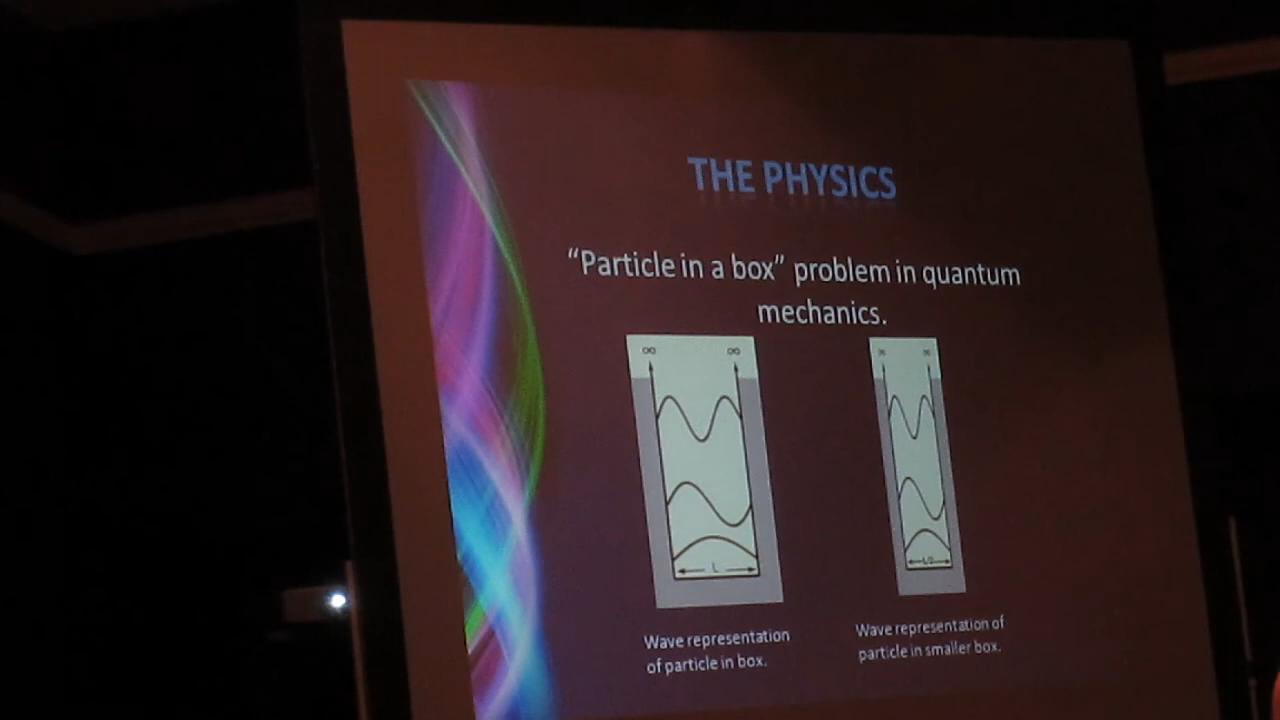 THE PHYSICS
“Particle in a box” problem in quantum
mechanics.
∞ ∞
∞ ∞
L
L/2
Wave representation
of particle in box.
Wave representation of
particle in smaller box.